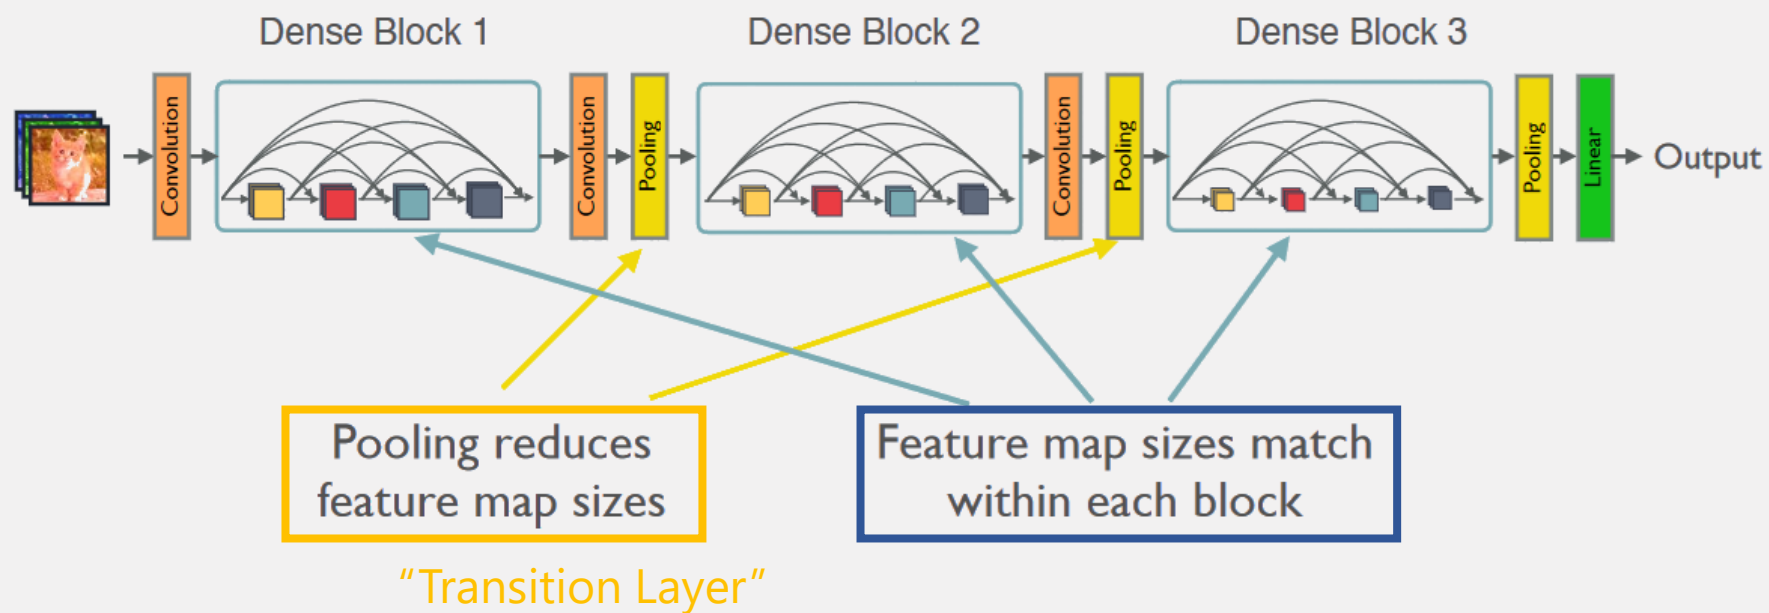 Dense Block 1
Dense Block 2
Dense Block 3
Convolution
Convolution
Pooling
Convolution
Pooling
Pooling
Linear
Output
Pooling reduces
feature map sizes
Feature map sizes match
within each block
“Transition Layer”